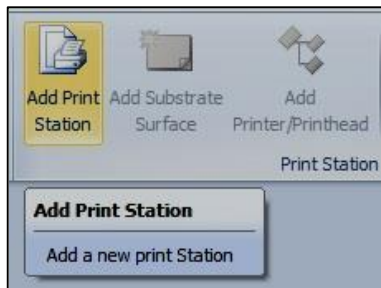 Add Print
Station
Add Substrate
Surface
Add
Printer/Printhead
Print Station
Add Print Station
Add a new print Station